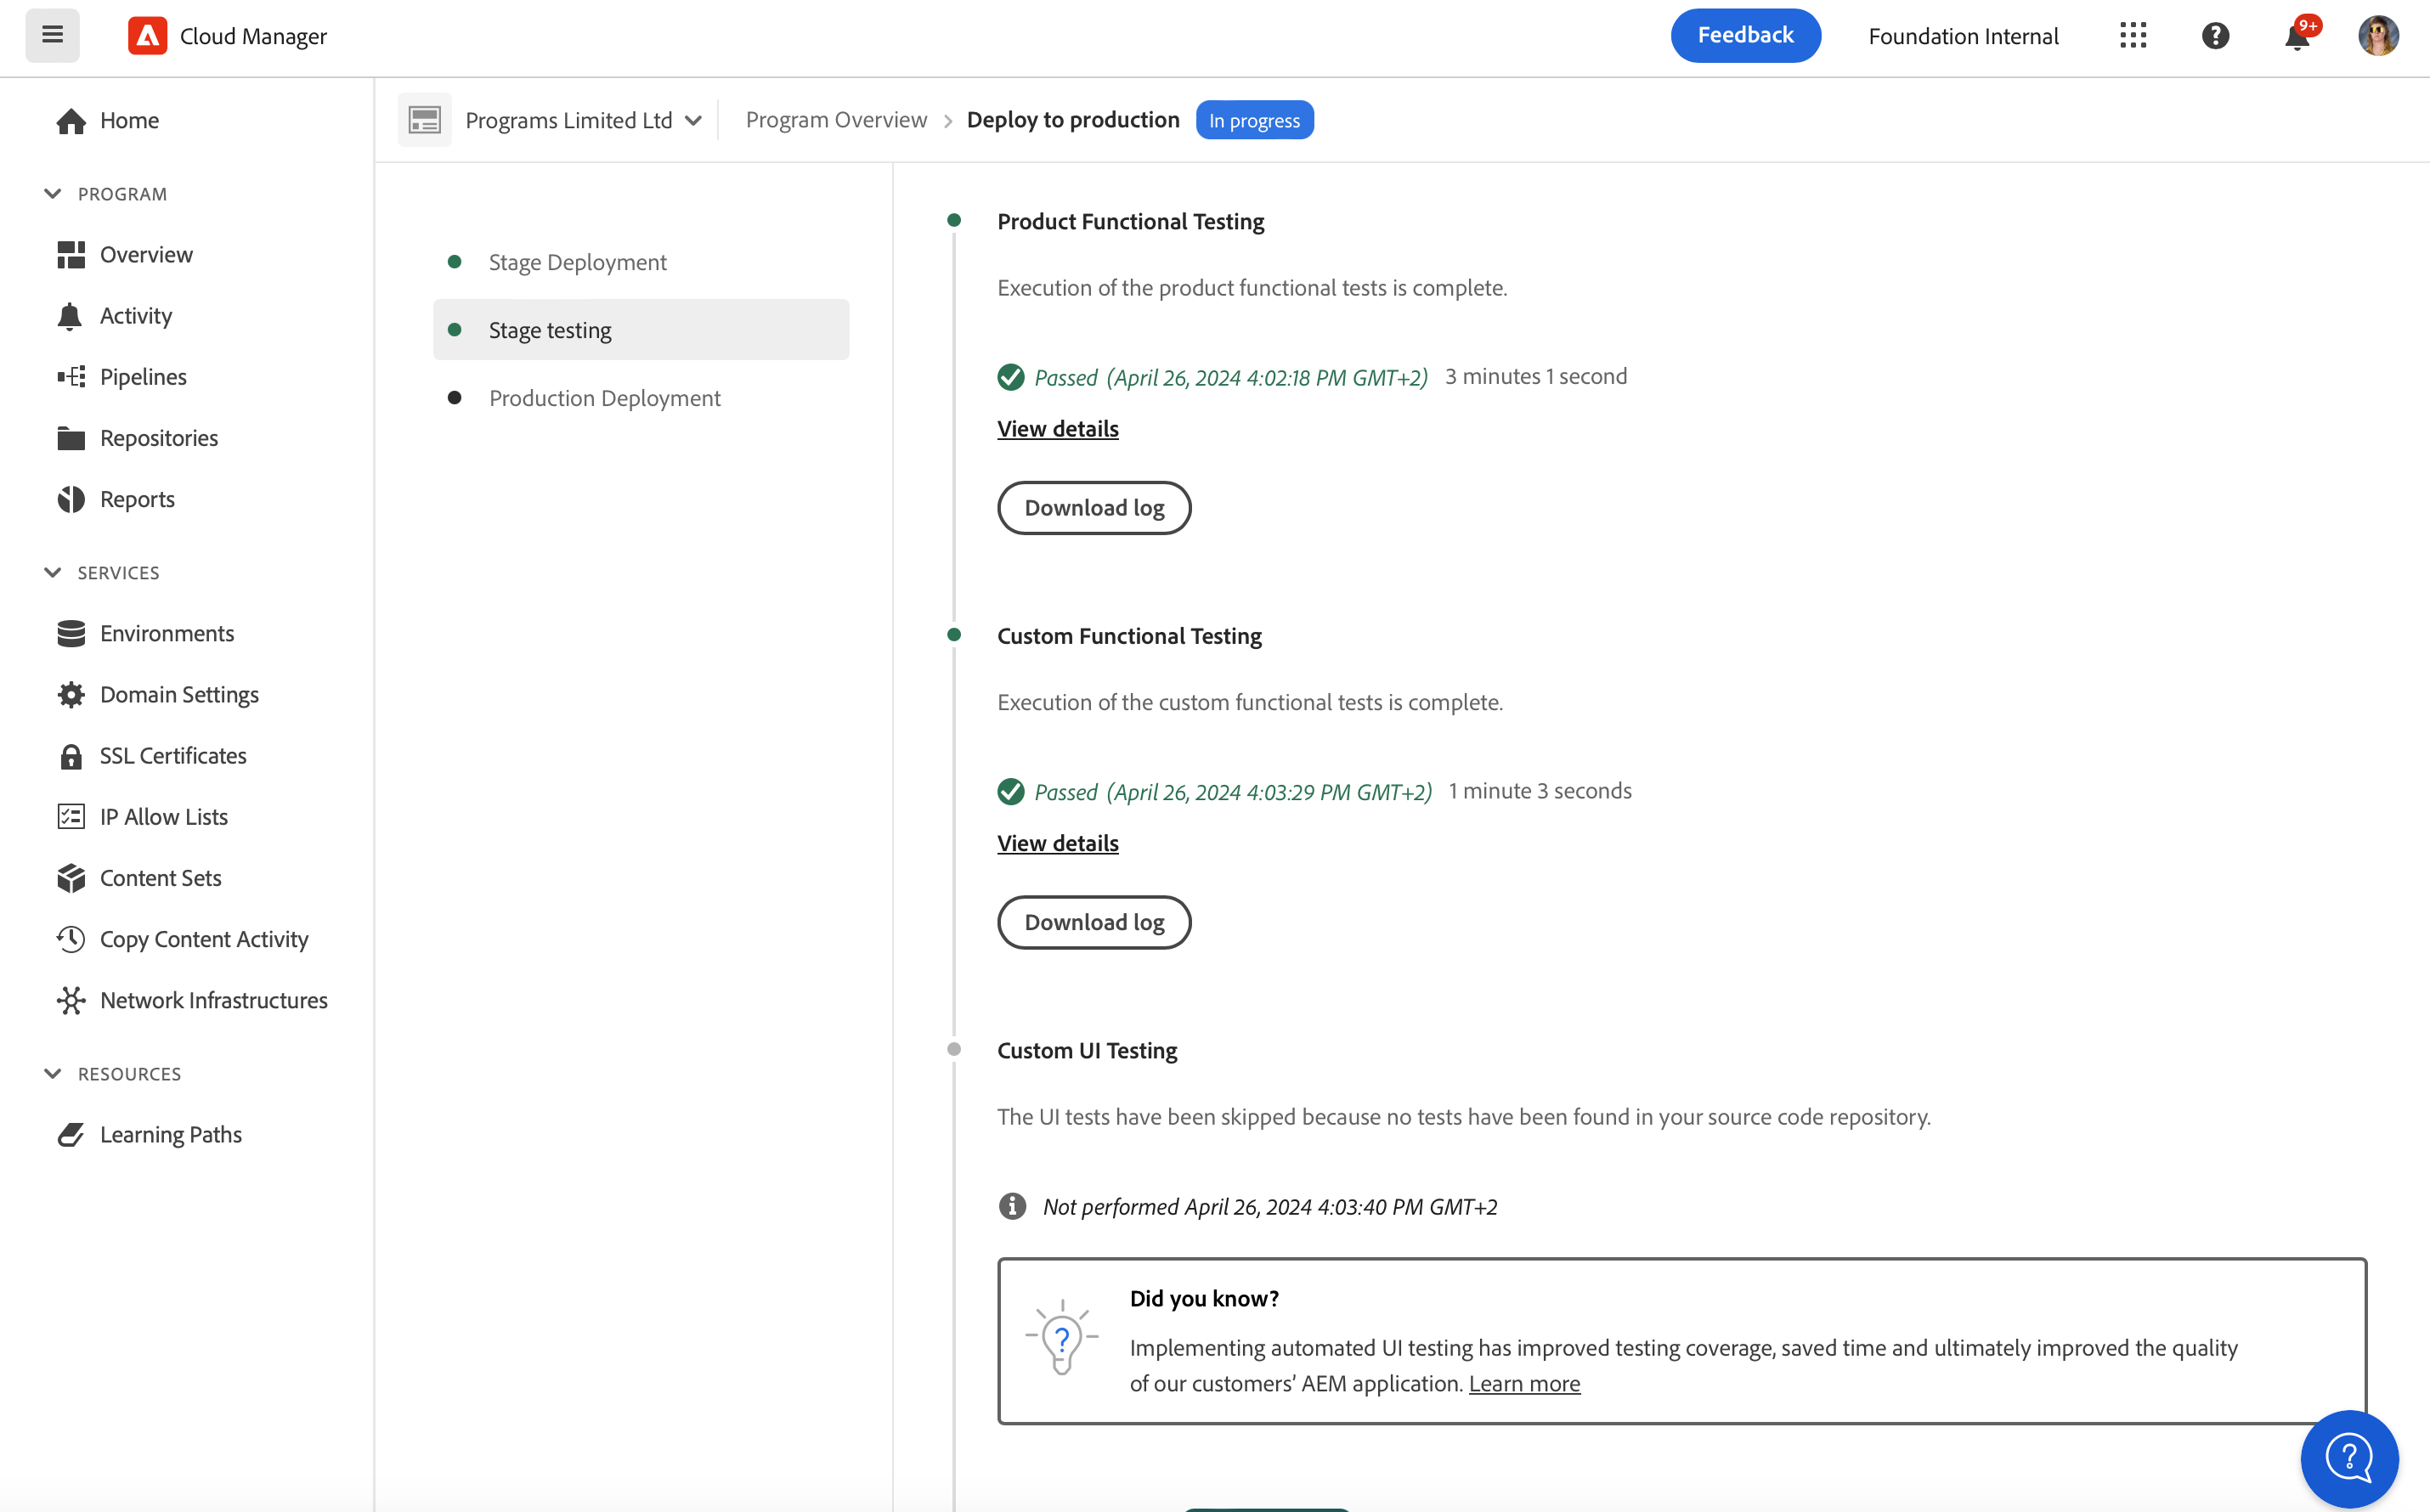 Cloud Manager
Feedback
Foundation Internal
?
9+
Home
PROGRAM
Overview
Activity
Pipelines
Repositories
Reports
SERVICES
Environments
Domain Settings
SSL Certificates
IP Allow Lists
Content Sets
Copy Content Activity
Network Infrastructures
RESOURCES
Learning Paths
Programs Limited Ltd
Program Overview > Deploy to production
In progress
Stage Deployment
Stage testing
Production Deployment
Product Functional Testing
Execution of the product functional tests is complete.
Passed (April 26, 2024 4:02:18 PM GMT+2) 3 minutes 1 second
View details
Download log
Custom Functional Testing
Execution of the custom functional tests is complete.
Passed (April 26, 2024 4:03:29 PM GMT+2) 1 minute 3 seconds
View details
Download log
Custom UI Testing
The UI tests have been skipped because no tests have been found in your source code repository.
Not performed April 26, 2024 4:03:40 PM GMT+2
Did you know?
?
Implementing automated UI testing has improved testing coverage, saved time and ultimately improved the quality
of our customers’ AEM application. Learn more
?